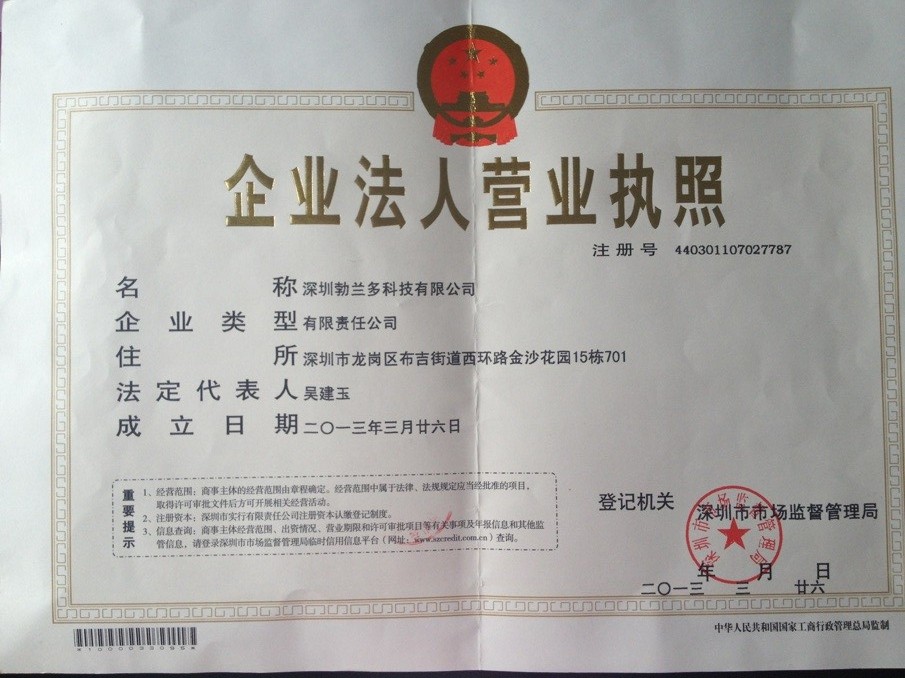 企业法人营业执照
注册号 440301107027787
名称 深圳勃兰多科技有限公司
企业类型 有限责任公司
住所 深圳市龙岗区布吉街道西环路金沙花园15栋701
法定代表人 吴建玉
成立日期 二〇一三年三月廿六日
重要提示
1、经营范围：商事主体的经营范围由章程确定。经营范围中属于法律、法规规定应当经批准的项目，
取得许可审批文件后方可开展相关经营活动。
2、注册资本：深圳市实行有限责任公司注册资本认缴登记制度。
3、信息查询：商事主体经营范围、出资情况、营业期限和许可审批项目等有关事项及年报信息和其他监
管信息，请登录深圳市市场监督管理局临时信用信息平台（网址：www.szcredit.com.cn）查询。
登记机关 深圳市市场监督管理局
年 月 日
二〇一三 三 廿六
中华人民共和国国家工商行政管理总局监制